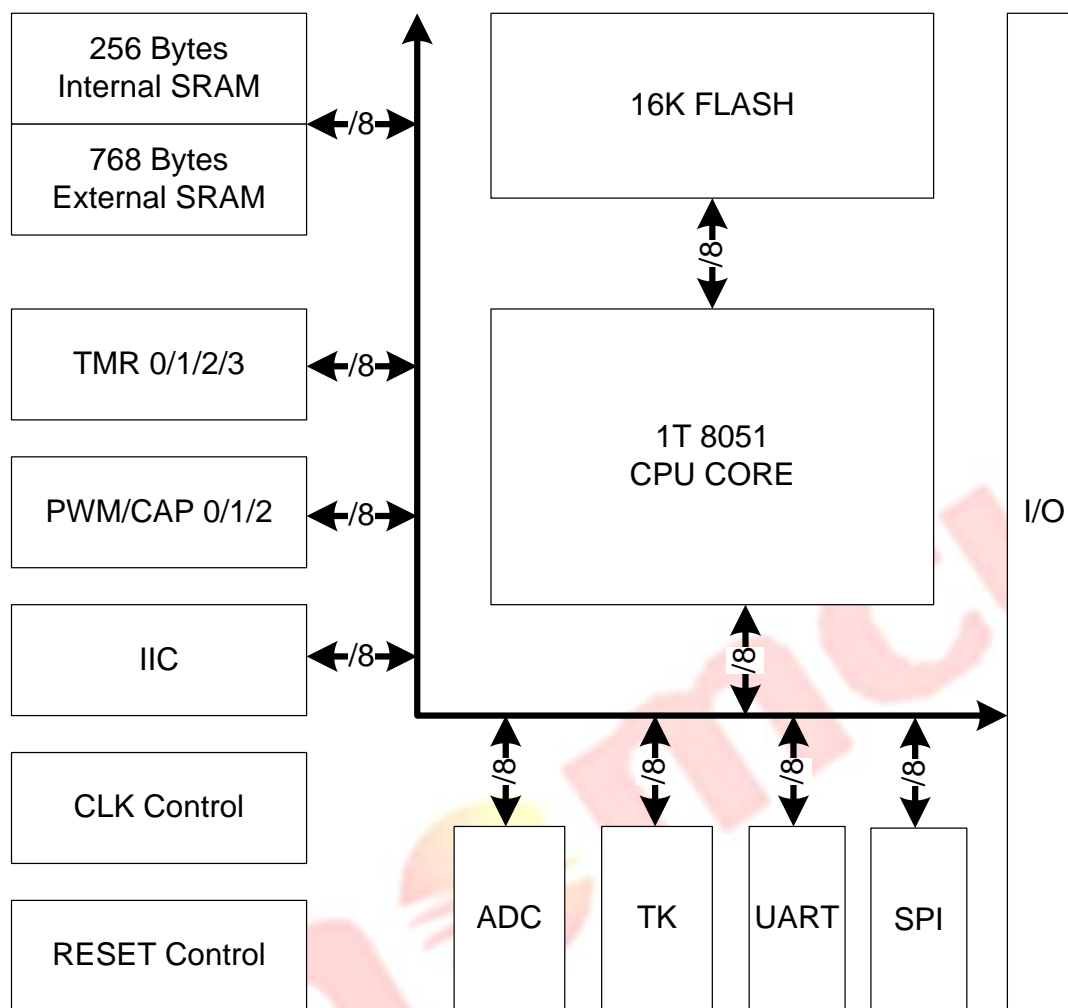 256 Bytes
Internal SRAM
768 Bytes
External SRAM
/8
16K FLASH
/8
TMR 0/1/2/3
/8
1T 8051
CPU CORE
PWM/CAP 0/1/2
/8
I/O
IIC
/8
/8
CLK Control
/8
/8
/8
/8
RESET Control
ADC
TK
UART
SPI